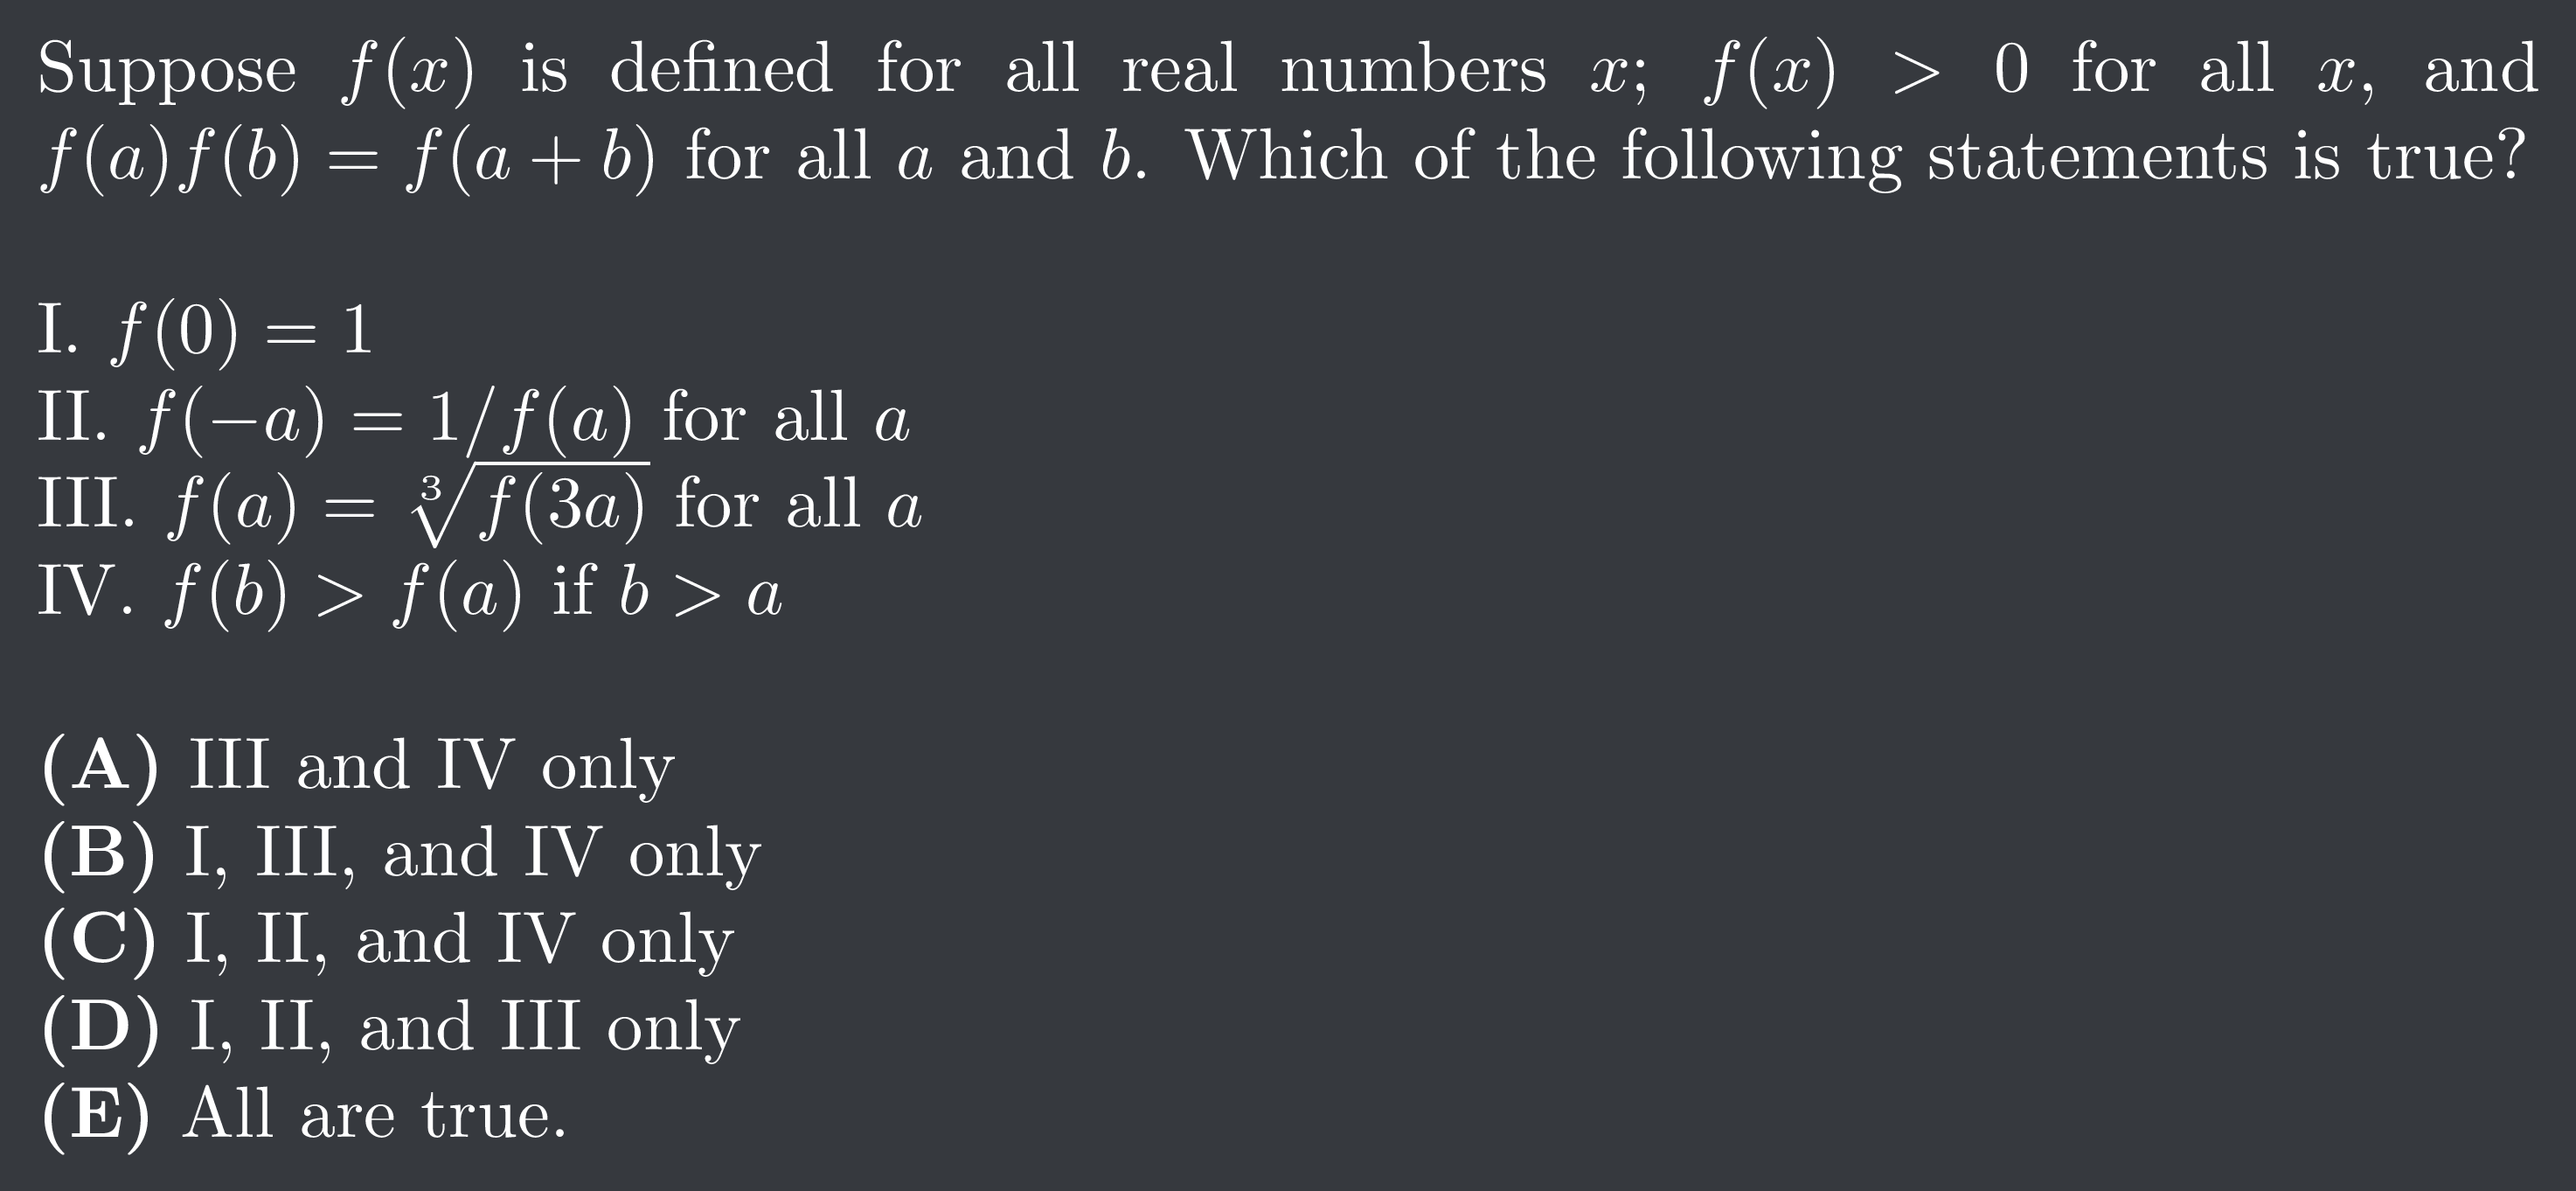 Suppose f(x) is defined for all real numbers x; f(x) > 0 for all x, and
f(a)f(b) = f(a + b) for all a and b. Which of the following statements is true?
I. f(0) = 1
II. f(−a) = 1/f(a) for all a
III. f(a) = ∛f(3a) for all a
IV. f(b) > f(a) if b > a
(A) III and IV only
(B) I, III, and IV only
(C) I, II, and IV only
(D) I, II, and III only
(E) All are true.